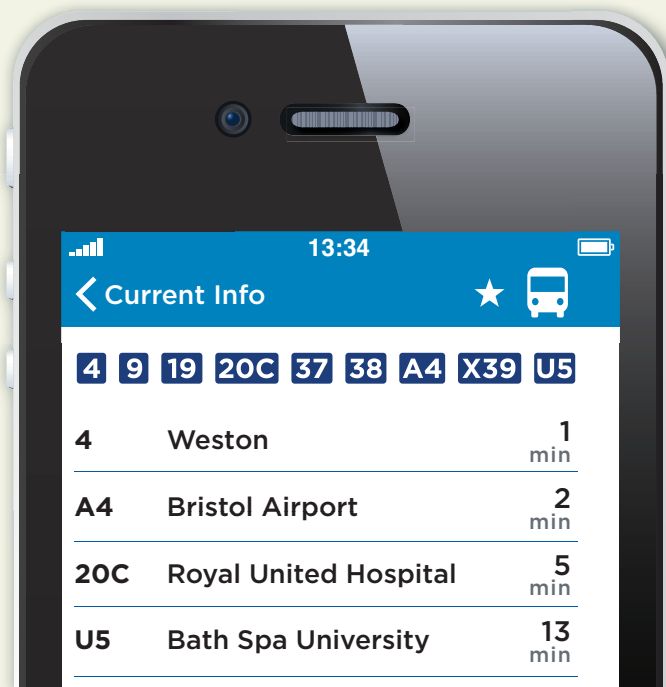 13:34
Current Info
4 9 19 20C 37 38 A4 X39 U5
4 Weston 1 min
A4 Bristol Airport 2 min
20C Royal United Hospital 5 min
U5 Bath Spa University 13 min